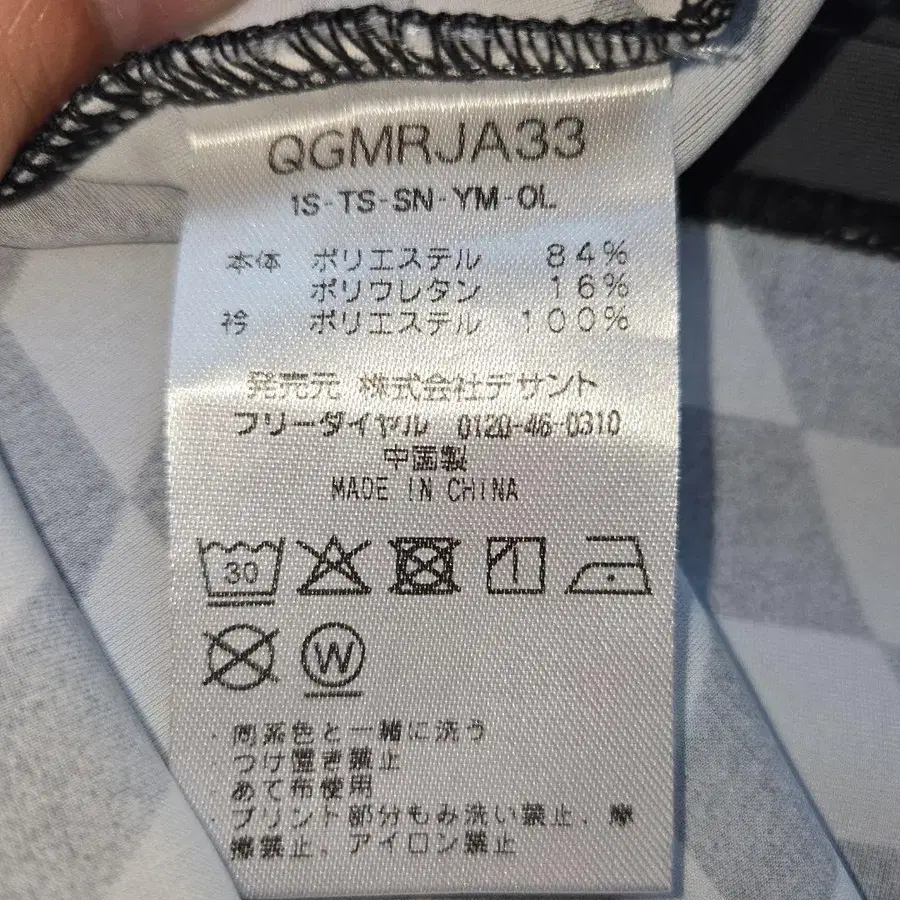 QGMRJA33
1S-TS-SN-YM-OL
本体 ポリエステル 84%
ポリウレタン 16%
衿 ポリエステル 100%
発売元 株式会社デサント
フリーダイヤル 0120-46-0310
中国製
MADE IN CHINA
30
W
・同系色と一緒に洗う
つけ置き禁止
・あて布使用
・プリント部分もみ洗い禁止、摩
擦禁止、アイロン禁止